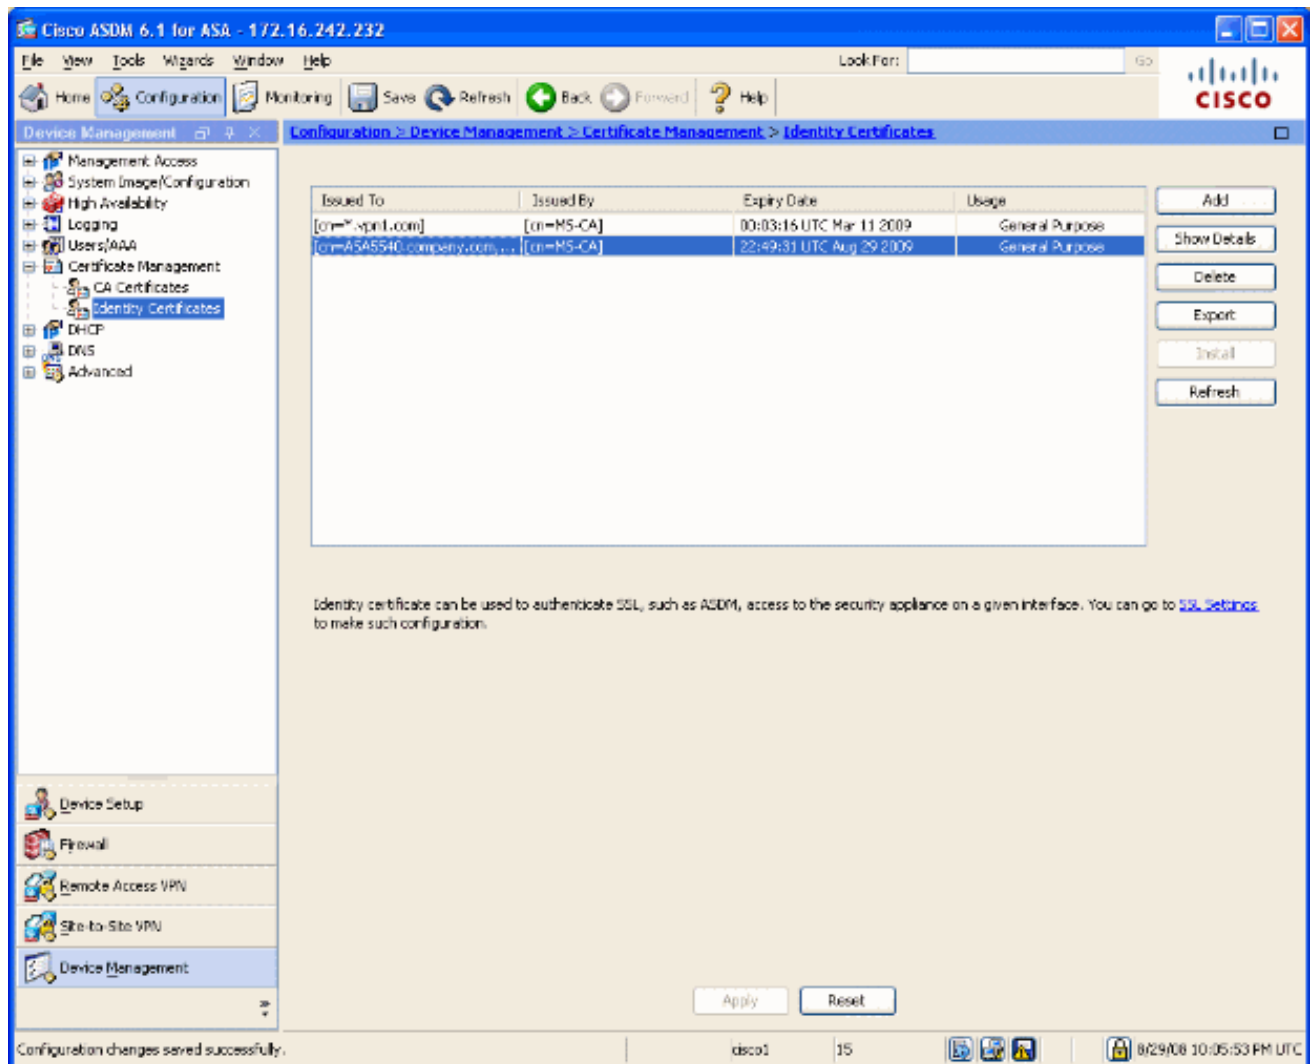 Cisco ASDM 6.1 for ASA - 172.16.242.232
File View Tools Wizards Window Help Look For: Go
Home Configuration Monitoring Save Refresh Back Forward Help
CISCO
Device Management
Configuration > Device Management > Certificate Management > Identity Certificates
Management Access
System Image/Configuration
High Availability
Logging
Users/AAA
Certificate Management
CA Certificates
Identity Certificates
DHCP
DNS
Advanced
Issued To Issued By Expiry Date Usage
[cn=*.vpn1.com] [cn=MS-CA] 00:03:16 UTC Mar 11 2009 General Purpose
[cn=ASA5540.company.com,... [cn=MS-CA] 22:49:31 UTC Aug 29 2009 General Purpose
Add
Show Details
Delete
Export
Install
Refresh
Identity certificate can be used to authenticate SSL, such as ASDM, access to the security appliance on a given interface. You can go to SSL Settings
to make such configuration.
Device Setup
Firewall
Remote Access VPN
Site-to-Site VPN
Device Management
Apply Reset
Configuration changes saved successfully. cisco1 15 8/29/08 10:05:53 PM UTC